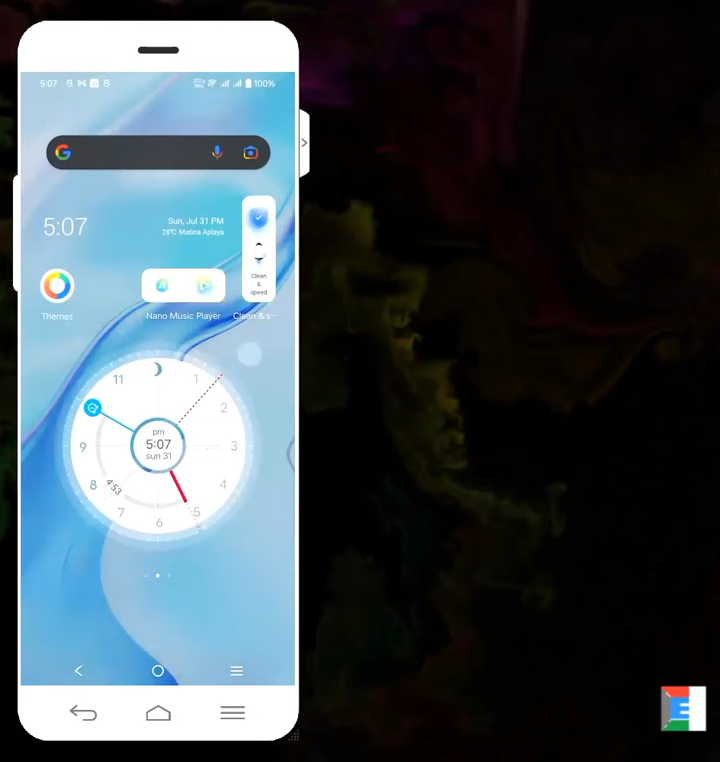 5:07
100%
5:07
Sun, Jul 31 PM
28°C Matina Aplaya
Clean
&
speed
Themes
Nano Music Player
Clean & s...
11
1
2
9
pm
5:07
sun 31
3
8
4:53
4
7
6
5
E